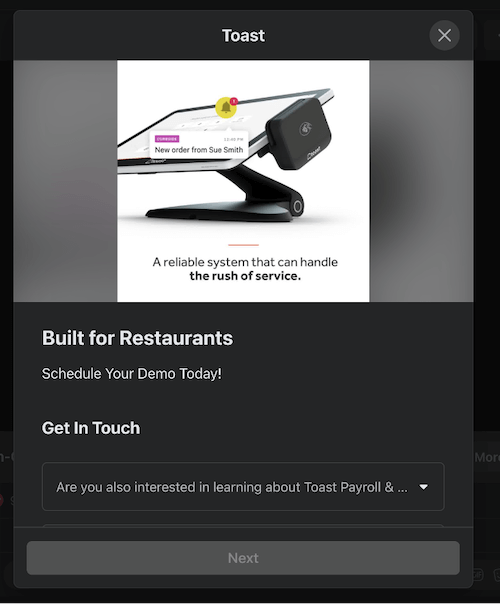 Toast
CURBSIDE
12:45 PM
New order from Sue Smith
toast
A reliable system that can handle
the rush of service.
Built for Restaurants
Schedule Your Demo Today!
Get In Touch
Are you also interested in learning about Toast Payroll & ...
Next
More